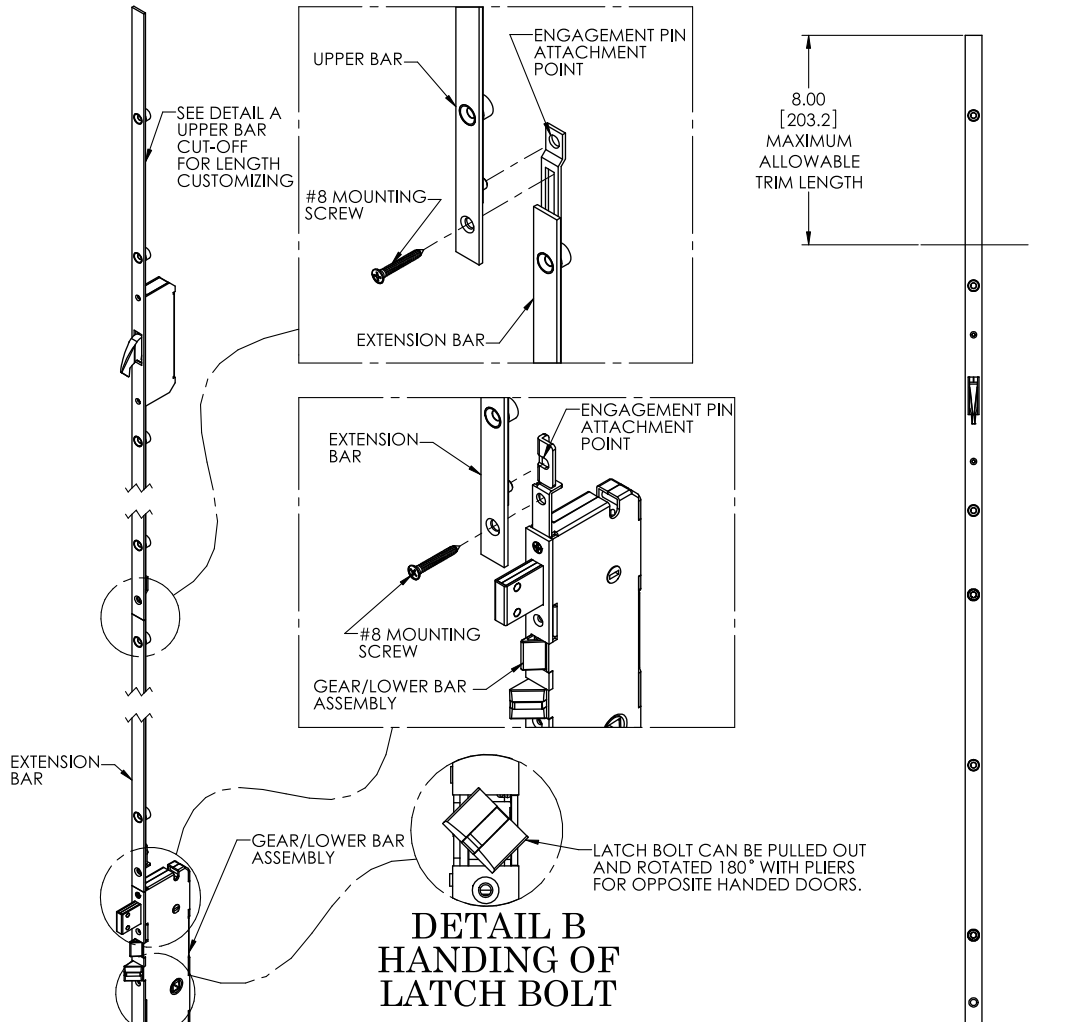 SEE DETAIL A
UPPER BAR
CUT-OFF
FOR LENGTH
CUSTOMIZING
UPPER BAR
ENGAGEMENT PIN
ATTACHMENT
POINT
#8 MOUNTING
SCREW
EXTENSION BAR
8.00
[203.2]
MAXIMUM
ALLOWABLE
TRIM LENGTH
EXTENSION
BAR
ENGAGEMENT PIN
ATTACHMENT
POINT
#8 MOUNTING
SCREW
GEAR/LOWER BAR
ASSEMBLY
EXTENSION
BAR
GEAR/LOWER BAR
ASSEMBLY
LATCH BOLT CAN BE PULLED OUT
AND ROTATED 180° WITH PLIERS
FOR OPPOSITE HANDED DOORS.
DETAIL B
HANDING OF
LATCH BOLT